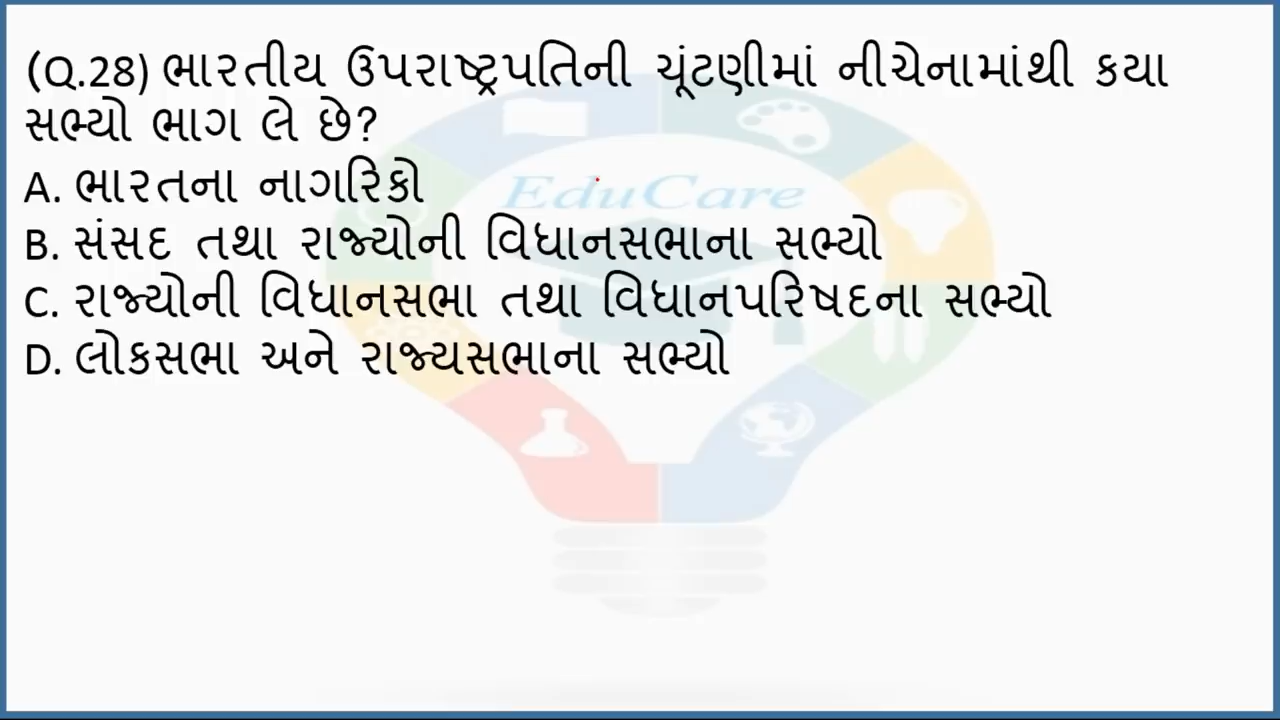 (Q.28) ભારતીય ઉપરાષ્ટ્રપતિની ચૂંટણીમાં નીચેનામાંથી કયા
સભ્યો ભાગ લે છે?
A. ભારતના નાગરિકો
EduCare
B. સંસદ તથા રાજ્યોની વિધાનસભાના સભ્યો
C. રાજ્યોની વિધાનસભા તથા વિધાનપરિષદના સભ્યો
D. લોકસભા અને રાજ્યસભાના સભ્યો